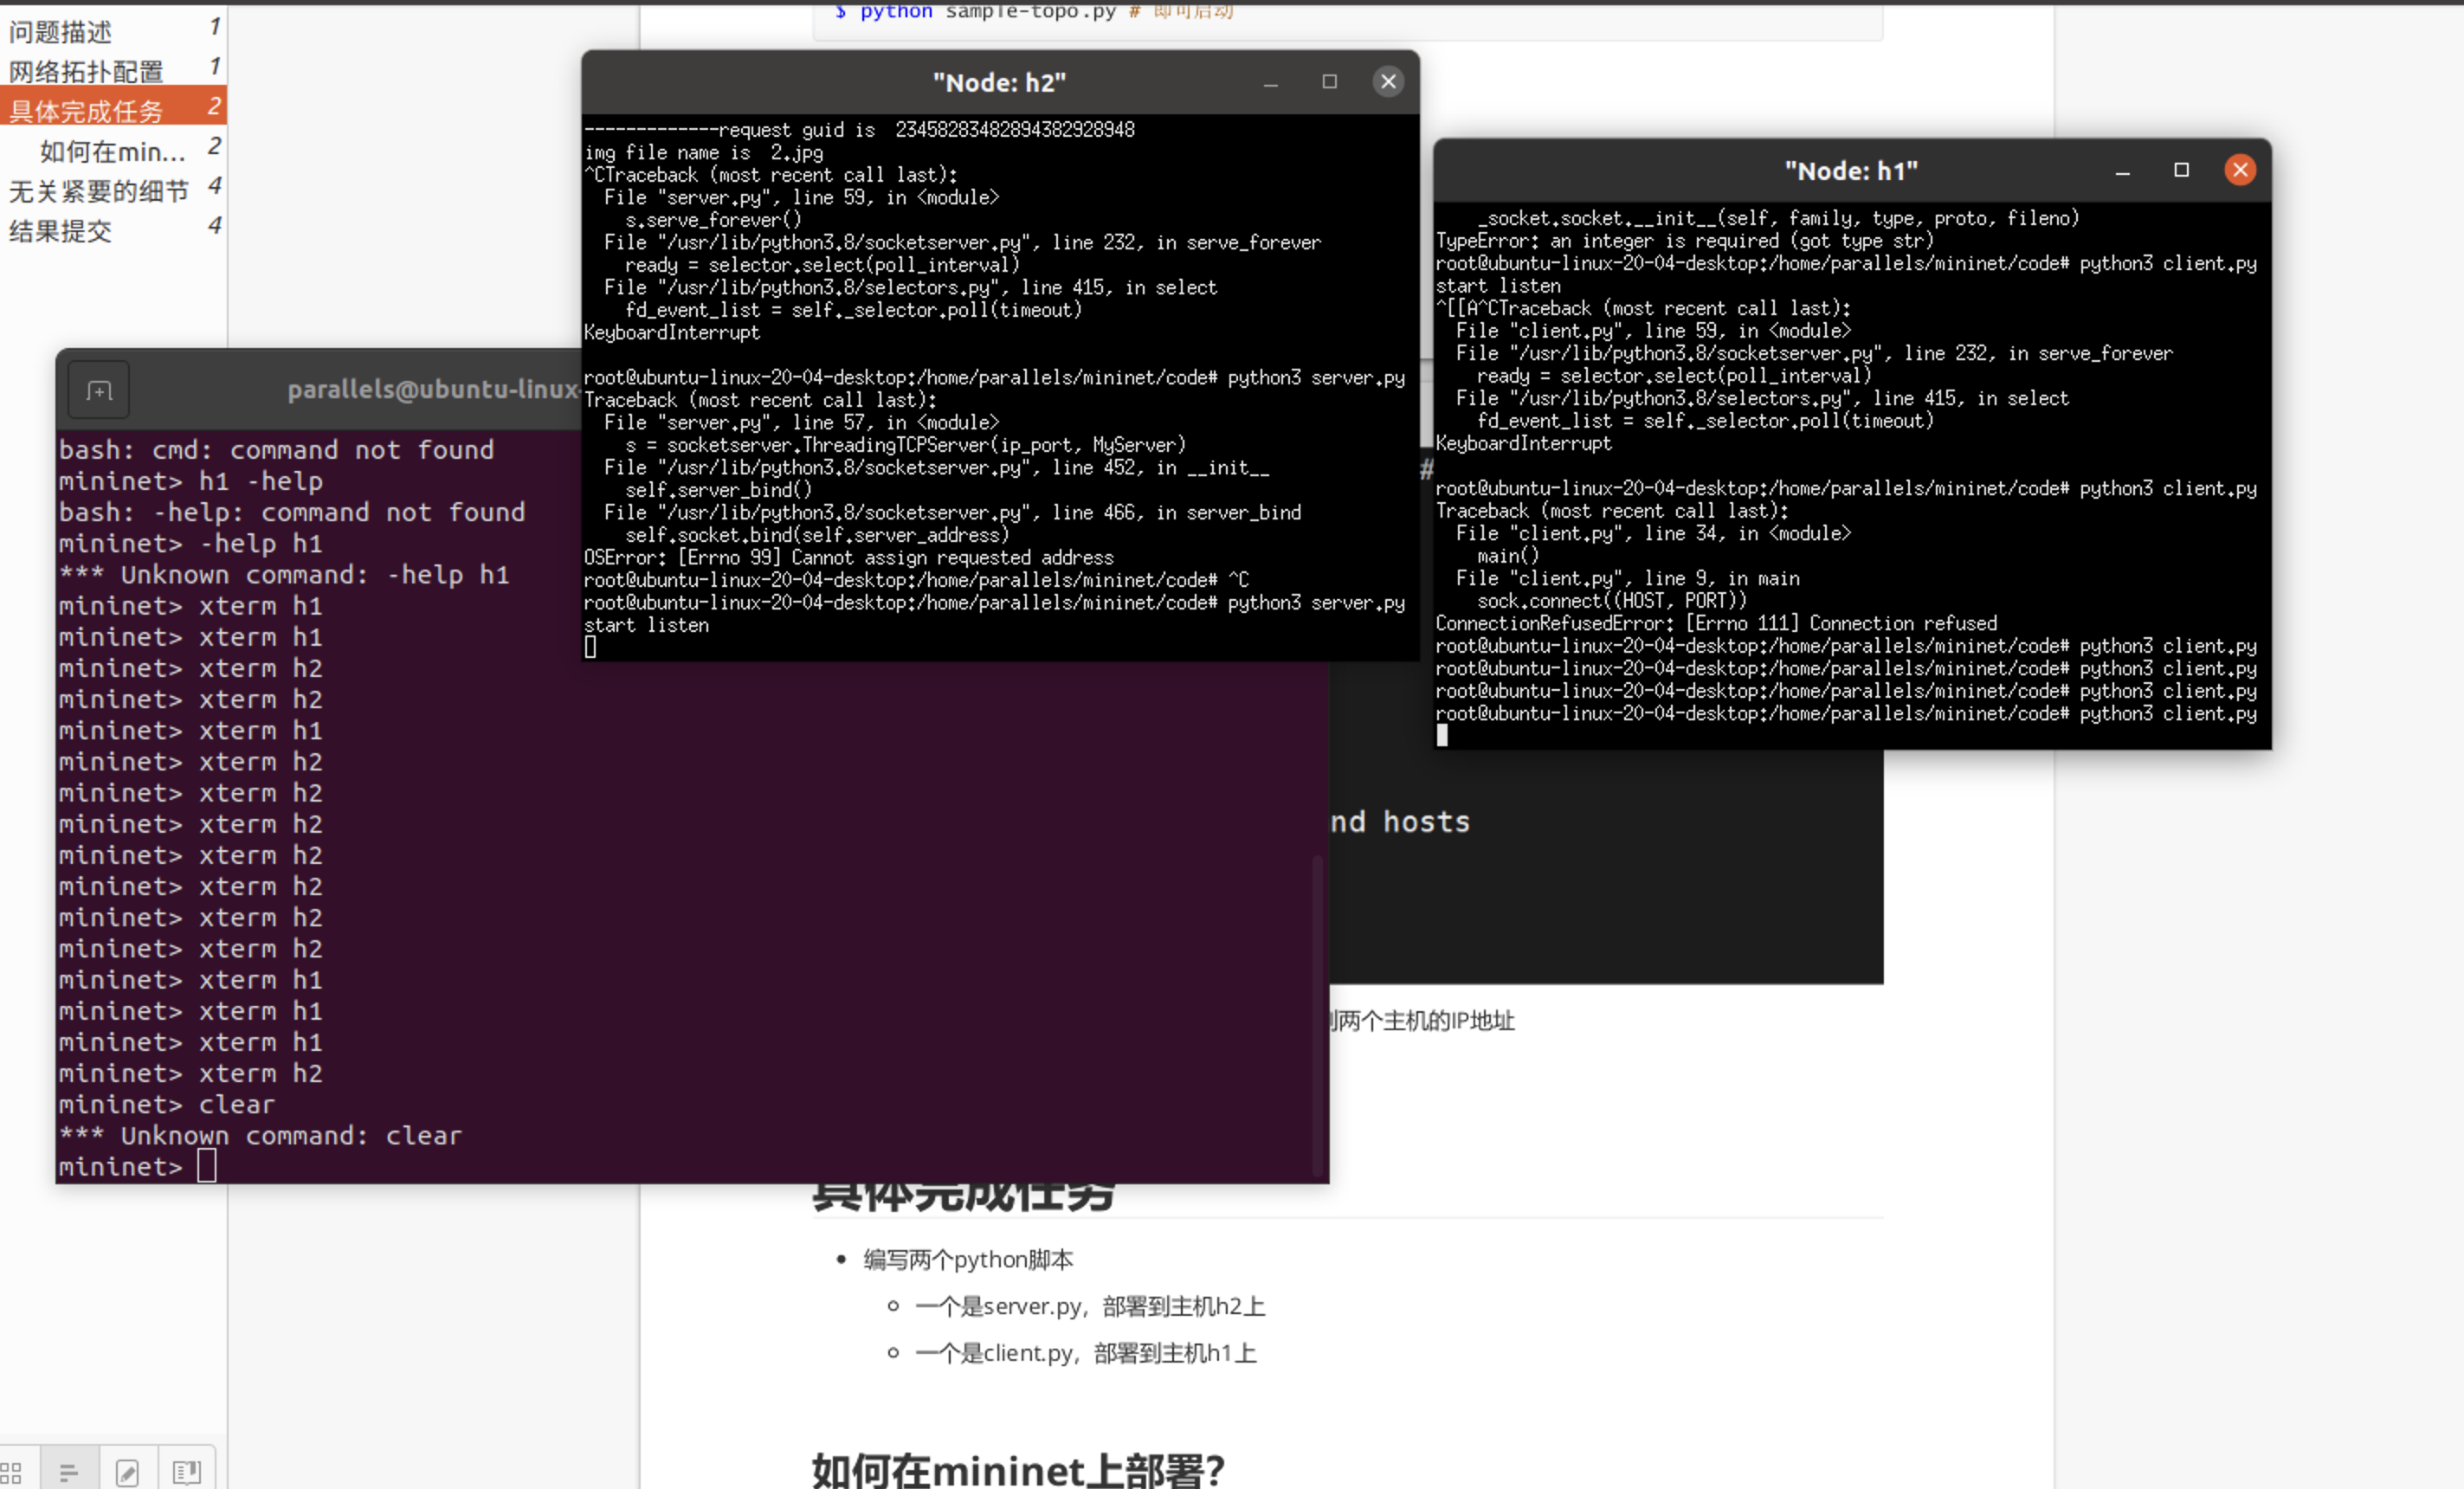 $ python sample-topo.py # 即可启动
问题描述 1
网络拓扑配置 1
具体完成任务 2
如何在min... 2
无关紧要的细节 4
结果提交 4
"Node: h2"
-------------request guid is  23458283482894382928948
img file name is  2.jpg
^CTraceback (most recent call last):
  File "server.py", line 59, in <module>
    s.serve_forever()
  File "/usr/lib/python3.8/socketserver.py", line 232, in serve_forever
    ready = selector.select(poll_interval)
  File "/usr/lib/python3.8/selectors.py", line 415, in select
    fd_event_list = self._selector.poll(timeout)
KeyboardInterrupt
root@ubuntu-linux-20-04-desktop:/home/parallels/mininet/code# python3 server.py
Traceback (most recent call last):
  File "server.py", line 57, in <module>
    s = socketserver.ThreadingTCPServer(ip_port, MyServer)
  File "/usr/lib/python3.8/socketserver.py", line 452, in __init__
    self.server_bind()
  File "/usr/lib/python3.8/socketserver.py", line 466, in server_bind
    self.socket.bind(self.server_address)
OSError: [Errno 99] Cannot assign requested address
root@ubuntu-linux-20-04-desktop:/home/parallels/mininet/code# ^C
root@ubuntu-linux-20-04-desktop:/home/parallels/mininet/code# python3 server.py
start listen
"Node: h1"
    _socket.socket.__init__(self, family, type, proto, fileno)
TypeError: an integer is required (got type str)
root@ubuntu-linux-20-04-desktop:/home/parallels/mininet/code# python3 client.py
start listen
^[[A^CTraceback (most recent call last):
  File "client.py", line 59, in <module>
  File "/usr/lib/python3.8/socketserver.py", line 232, in serve_forever
    ready = selector.select(poll_interval)
  File "/usr/lib/python3.8/selectors.py", line 415, in select
    fd_event_list = self._selector.poll(timeout)
KeyboardInterrupt
root@ubuntu-linux-20-04-desktop:/home/parallels/mininet/code# python3 client.py
Traceback (most recent call last):
  File "client.py", line 34, in <module>
    main()
  File "client.py", line 9, in main
    sock.connect((HOST, PORT))
ConnectionRefusedError: [Errno 111] Connection refused
root@ubuntu-linux-20-04-desktop:/home/parallels/mininet/code# python3 client.py
root@ubuntu-linux-20-04-desktop:/home/parallels/mininet/code# python3 client.py
root@ubuntu-linux-20-04-desktop:/home/parallels/mininet/code# python3 client.py
root@ubuntu-linux-20-04-desktop:/home/parallels/mininet/code# python3 client.py
parallels@ubuntu-linux-
bash: cmd: command not found
mininet> h1 -help
bash: -help: command not found
mininet> -help h1
*** Unknown command: -help h1
mininet> xterm h1
mininet> xterm h1
mininet> xterm h2
mininet> xterm h2
mininet> xterm h1
mininet> xterm h2
mininet> xterm h2
mininet> xterm h2
mininet> xterm h2
mininet> xterm h2
mininet> xterm h2
mininet> xterm h2
mininet> xterm h1
mininet> xterm h1
mininet> xterm h1
mininet> xterm h2
mininet> clear
*** Unknown command: clear
mininet>
#
nd hosts
两个主机的IP地址
具体完成任务
• 编写两个python脚本
一个是server.py，部署到主机h2上
一个是client.py，部署到主机h1上
如何在mininet上部署？